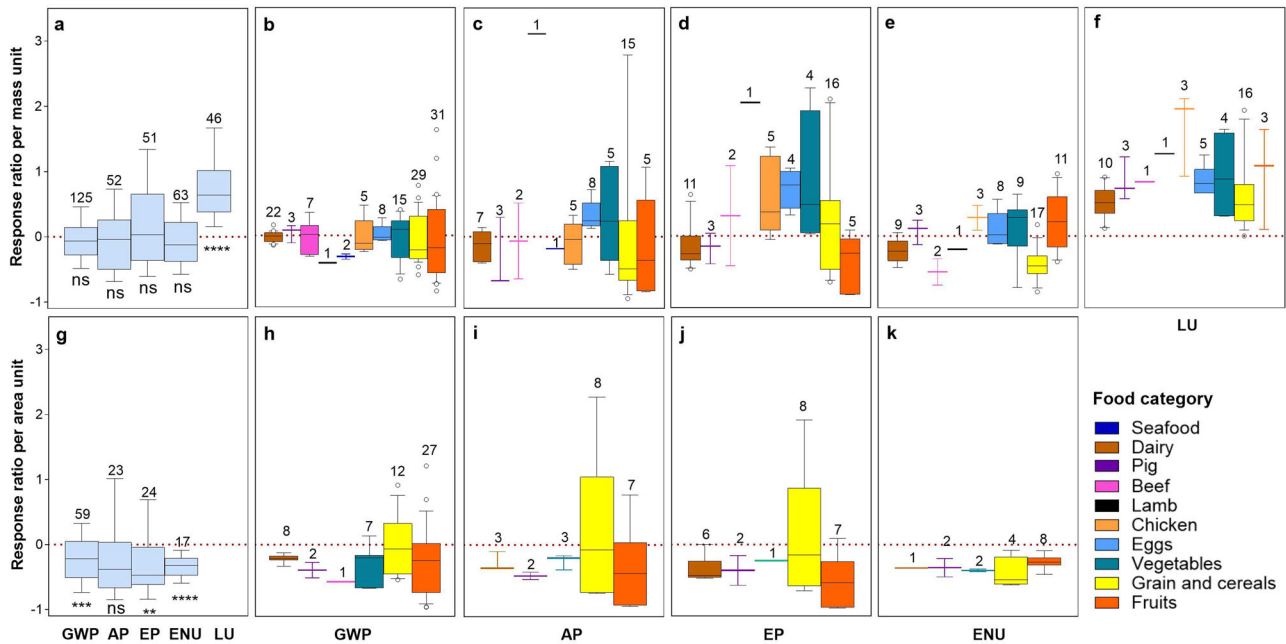 Response ratio per mass unit
3
2
1
0
-1
a
125
52
51
63
46
ns
ns
ns
ns
****
b
22
3
7
1
2
5
8
15
29
31
c
7
3
2
1
1
5
8
5
15
5
d
11
3
2
1
5
4
4
16
5
e
9
3
2
1
3
8
9
17
11
f
10
3
1
1
3
5
4
16
3
LU
Response ratio per area unit
3
2
1
0
-1
g
59
23
24
17
***
ns
**
****
GWP AP EP ENU LU
h
8
2
1
7
12
27
GWP
i
3
2
3
8
7
AP
j
6
2
1
8
7
EP
k
1
2
2
4
8
ENU
Food category
Seafood
Dairy
Pig
Beef
Lamb
Chicken
Eggs
Vegetables
Grain and cereals
Fruits